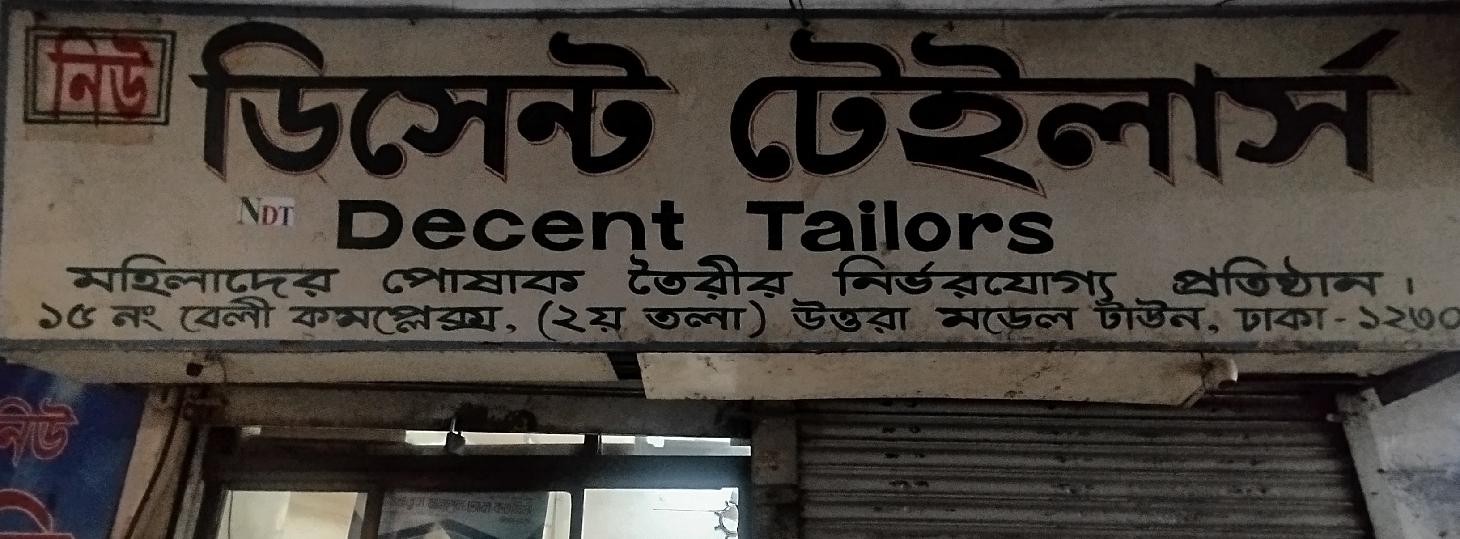 নিউ
ডিসেন্ট টেইলার্স
NDT Decent Tailors
মহিলাদের পোষাক তৈরীর নির্ভরযোগ্য প্রতিষ্ঠান।
১৫ নং বেলী কমপ্লেক্স, (২য় তলা) উত্তরা মডেল টাউন, ঢাকা-১২৩০
নিউ